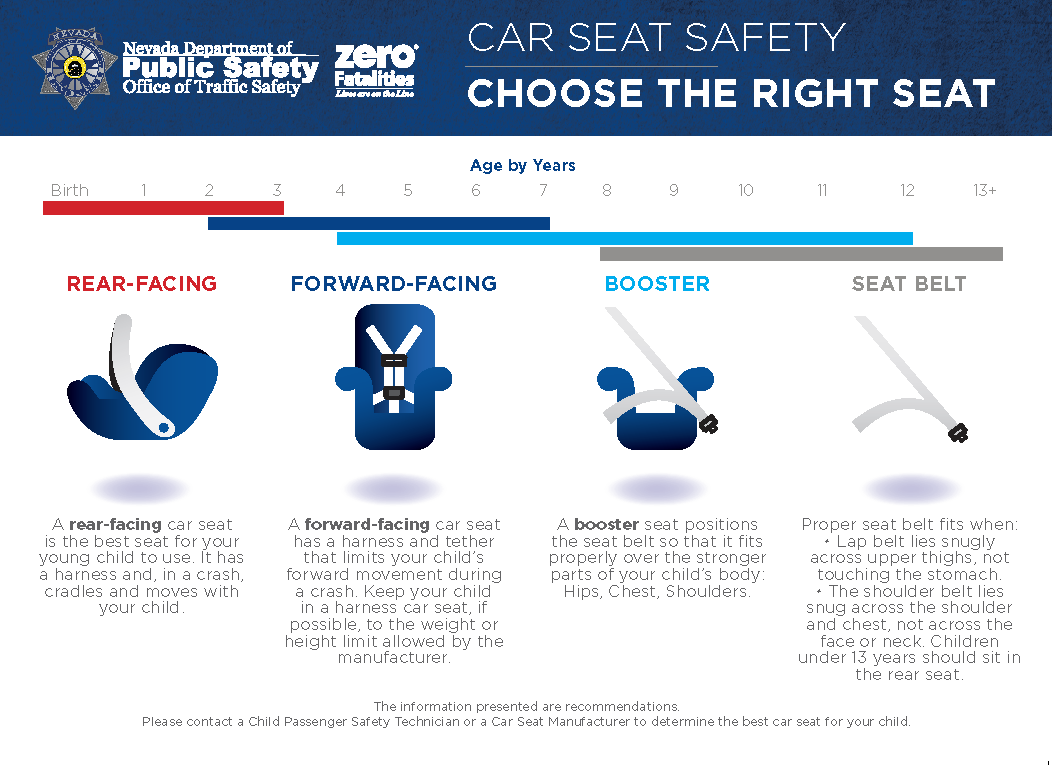 NEVADA
Nevada Department of
Public Safety
Office of Traffic Safety
zero
Fatalities
Lives are on the Line
CAR SEAT SAFETY
CHOOSE THE RIGHT SEAT
Age by Years
Birth 1 2 3 4 5 6 7 8 9 10 11 12 13+
REAR-FACING
FORWARD-FACING
BOOSTER
SEAT BELT
A rear-facing car seat
is the best seat for your
young child to use. It has
a harness and, in a crash,
cradles and moves with
your child.
A forward-facing car seat
has a harness and tether
that limits your child's
forward movement during
a crash. Keep your child
in a harness car seat, if
possible, to the weight or
height limit allowed by the
manufacturer.
A booster seat positions
the seat belt so that it fits
properly over the stronger
parts of your child's body:
Hips, Chest, Shoulders.
Proper seat belt fits when:
• Lap belt lies snugly
across upper thighs, not
touching the stomach.
• The shoulder belt lies
snug across the shoulder
and chest, not across the
face or neck. Children
under 13 years should sit in
the rear seat.
The information presented are recommendations.
Please contact a Child Passenger Safety Technician or a Car Seat Manufacturer to determine the best car seat for your child.